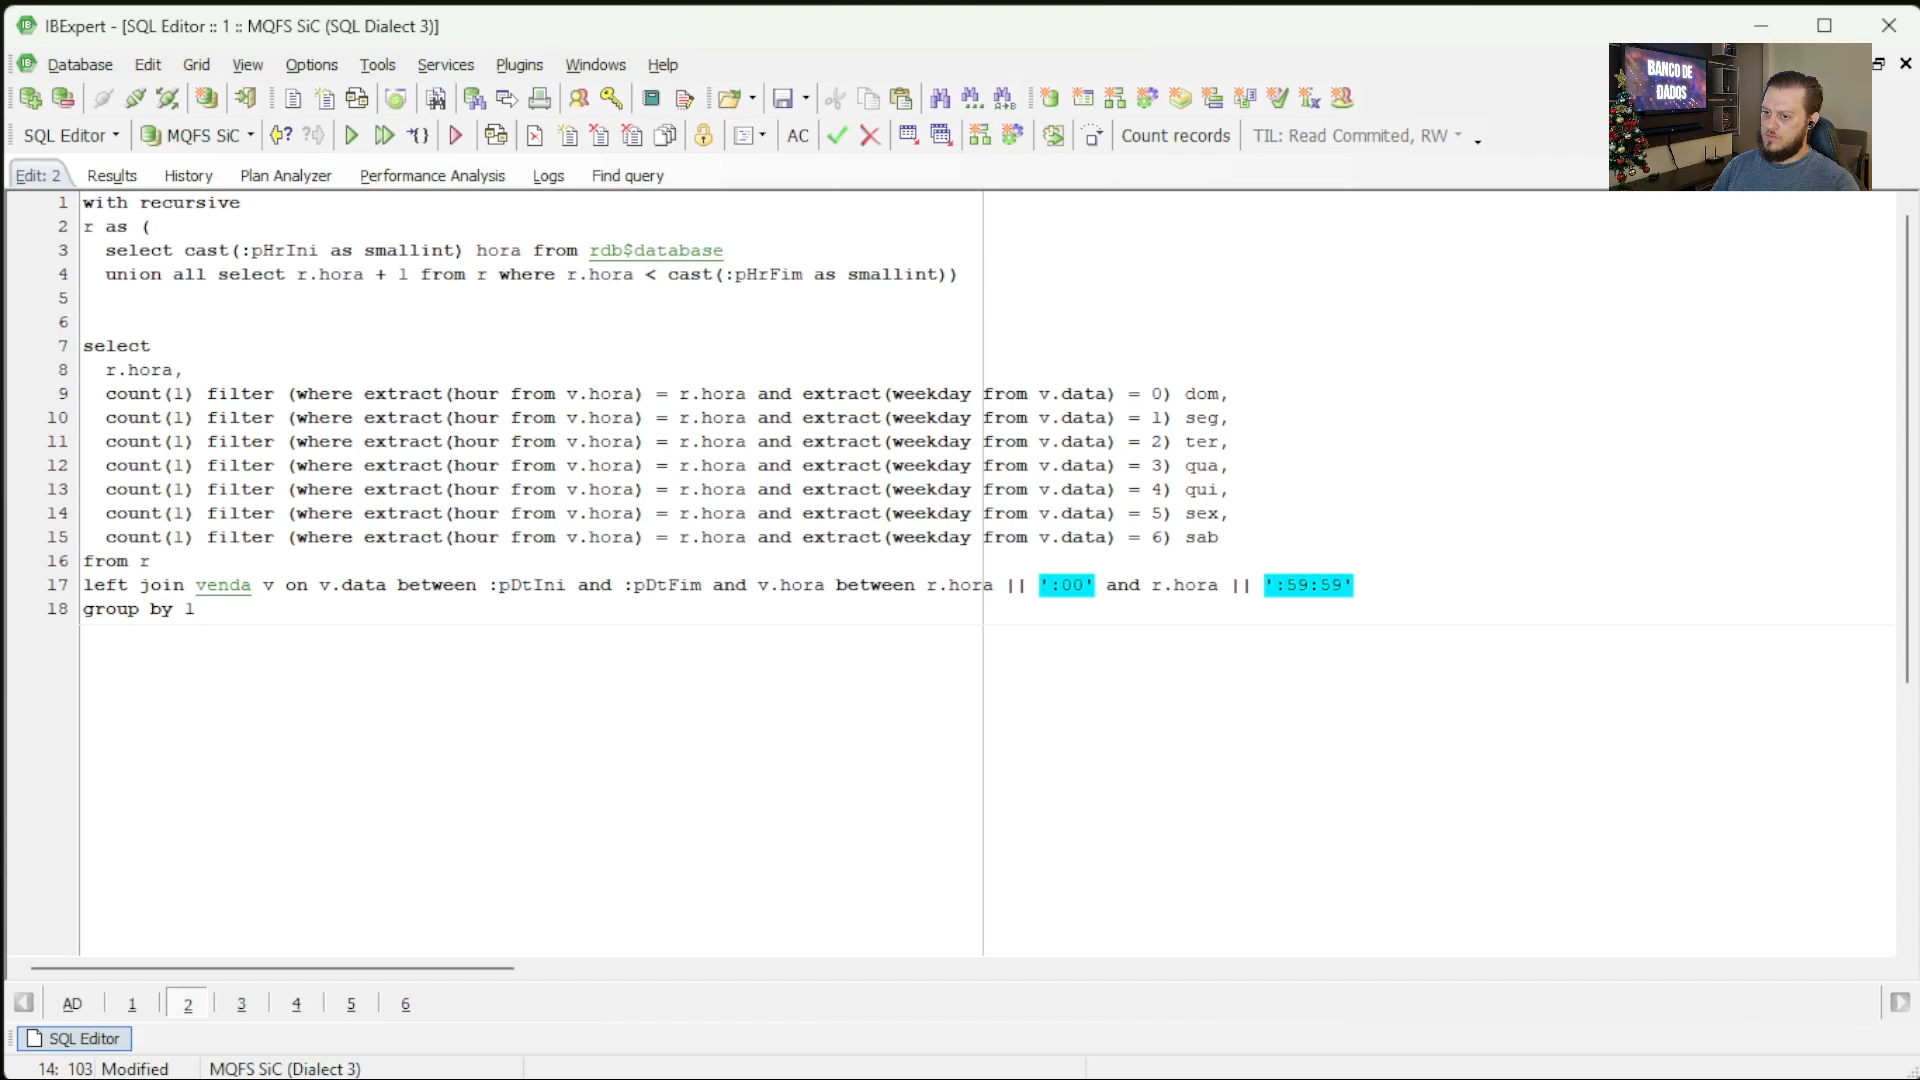 IBExpert - [SQL Editor :: 1 :: MQFS SiC (SQL Dialect 3)]
Database Edit Grid View Options Tools Services Plugins Windows Help
BANCO DE
DADOS
SQL Editor MQFS SiC AC Count records TIL: Read Commited, RW
Edit: 2 Results History Plan Analyzer Performance Analysis Logs Find query
1 with recursive
2 r as (
3 select cast(:pHrIni as smallint) hora from rdb$database
4 union all select r.hora + 1 from r where r.hora < cast(:pHrFim as smallint))
5
6
7 select
8 r.hora,
9 count(1) filter (where extract(hour from v.hora) = r.hora and extract(weekday from v.data) = 0) dom,
10 count(1) filter (where extract(hour from v.hora) = r.hora and extract(weekday from v.data) = 1) seg,
11 count(1) filter (where extract(hour from v.hora) = r.hora and extract(weekday from v.data) = 2) ter,
12 count(1) filter (where extract(hour from v.hora) = r.hora and extract(weekday from v.data) = 3) qua,
13 count(1) filter (where extract(hour from v.hora) = r.hora and extract(weekday from v.data) = 4) qui,
14 count(1) filter (where extract(hour from v.hora) = r.hora and extract(weekday from v.data) = 5) sex,
15 count(1) filter (where extract(hour from v.hora) = r.hora and extract(weekday from v.data) = 6) sab
16 from r
17 left join venda v on v.data between :pDtIni and :pDtFim and v.hora between r.hora || ':00' and r.hora || ':59:59'
18 group by 1
AD 1 2 3 4 5 6
SQL Editor
14: 103 Modified MQFS SiC (Dialect 3)